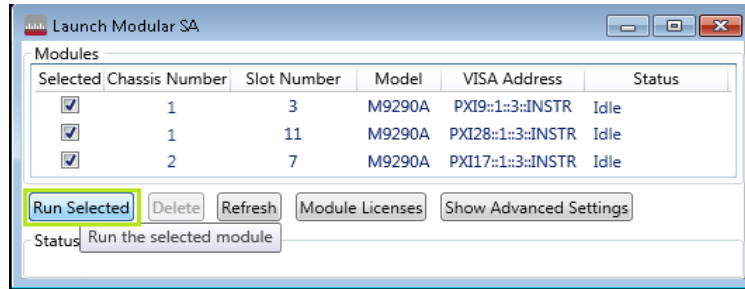 Launch Modular SA
Modules
Selected Chassis Number Slot Number Model VISA Address Status
1 3 M9290A PXI9::1::3::INSTR Idle
1 11 M9290A PXI28::1::3::INSTR Idle
2 7 M9290A PXI17::1::3::INSTR Idle
Run Selected Delete Refresh Module Licenses Show Advanced Settings
Status Run the selected module